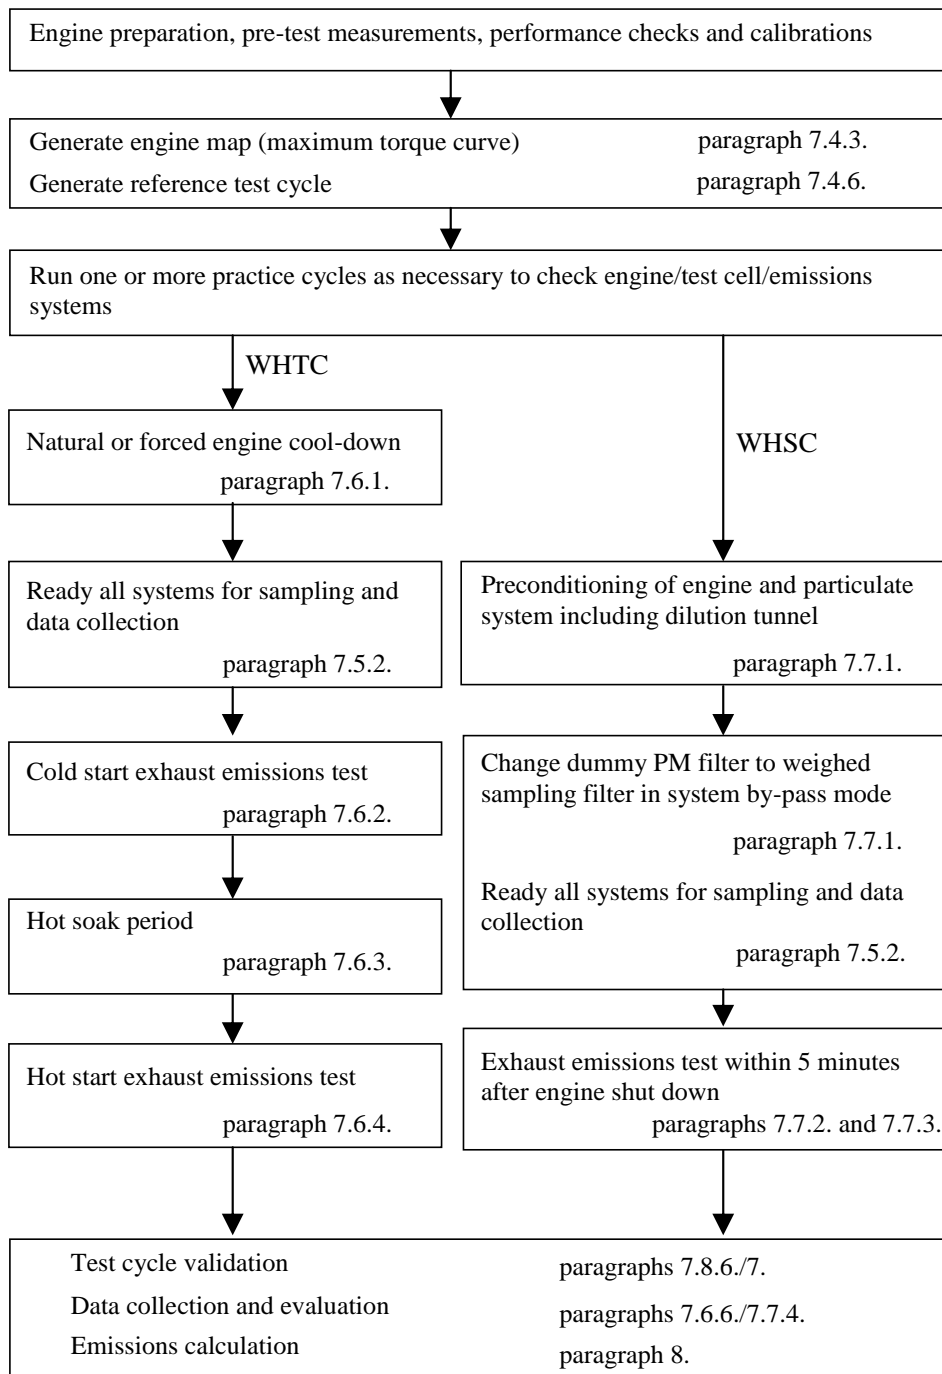 Engine preparation, pre-test measurements, performance checks and calibrations
Generate engine map (maximum torque curve) paragraph 7.4.3.
Generate reference test cycle paragraph 7.4.6.
Run one or more practice cycles as necessary to check engine/test cell/emissions
systems
WHTC
Natural or forced engine cool-down
paragraph 7.6.1.
Ready all systems for sampling and
data collection
paragraph 7.5.2.
Cold start exhaust emissions test
paragraph 7.6.2.
Hot soak period
paragraph 7.6.3.
Hot start exhaust emissions test
paragraph 7.6.4.
WHSC
Preconditioning of engine and particulate
system including dilution tunnel
paragraph 7.7.1.
Change dummy PM filter to weighed
sampling filter in system by-pass mode
paragraph 7.7.1.
Ready all systems for sampling and data
collection
paragraph 7.5.2.
Exhaust emissions test within 5 minutes
after engine shut down
paragraphs 7.7.2. and 7.7.3.
Test cycle validation paragraphs 7.8.6./7.
Data collection and evaluation paragraphs 7.6.6./7.7.4.
Emissions calculation paragraph 8.